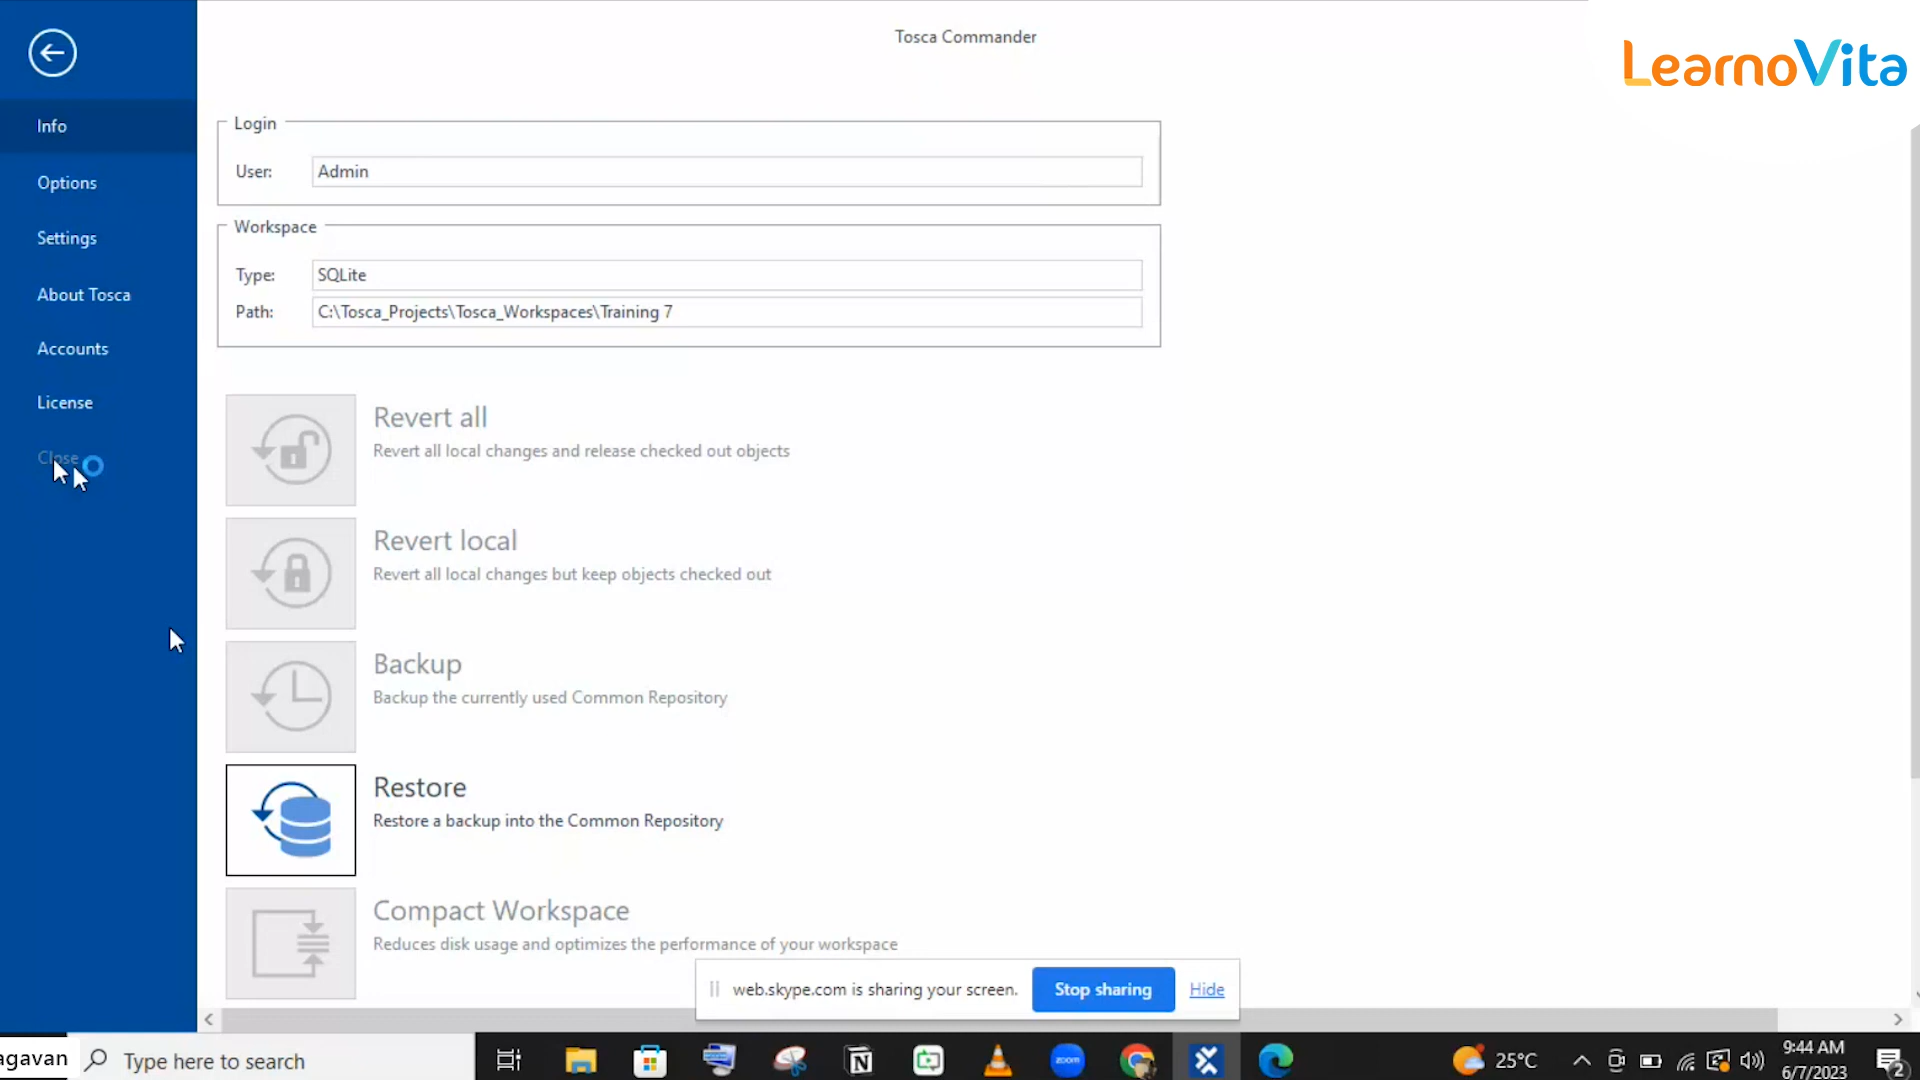 Tosca Commander
LearnoVita
Info
Options
Settings
About Tosca
Accounts
License
Close
Login
User: Admin
Workspace
Type: SQLite
Path: C:\Tosca_Projects\Tosca_Workspaces\Training 7
Revert all
Revert all local changes and release checked out objects
Revert local
Revert all local changes but keep objects checked out
Backup
Backup the currently used Common Repository
Restore
Restore a backup into the Common Repository
Compact Workspace
Reduces disk usage and optimizes the performance of your workspace
web.skype.com is sharing your screen. Stop sharing Hide
agavan Type here to search
zoom
25°C
9:44 AM
6/7/2023
2